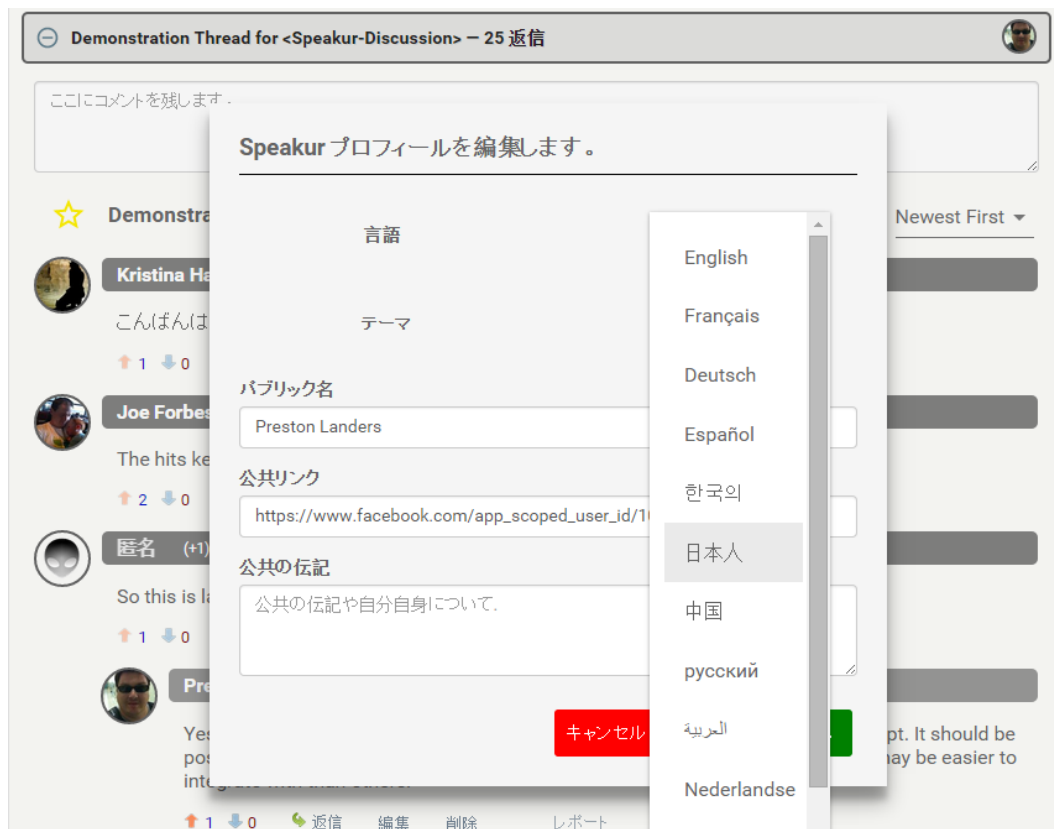 Demonstration Thread for <Speakur-Discussion> — 25 返信
ここにコメントを残します .
Speakur プロフィールを編集します。
Newest First
言語
English
Kristina Ha
Français
こんばんは
テーマ
1 0
Deutsch
パブリック名
Joe Forbes
Preston Landers
Español
The hits ke
公共リンク
한국의
2 0
https://www.facebook.com/app_scoped_user_id/1
匿名 (+1)
日本人
公共の伝記
So this is la
公共の伝記や自分自身について.
中国
1 0
русский
Yes
キャンセル
العربية
pt. It should be
pos
may be easier to
Nederlandse
integrate with than others.
1 0 返信 編集 削除 レポート